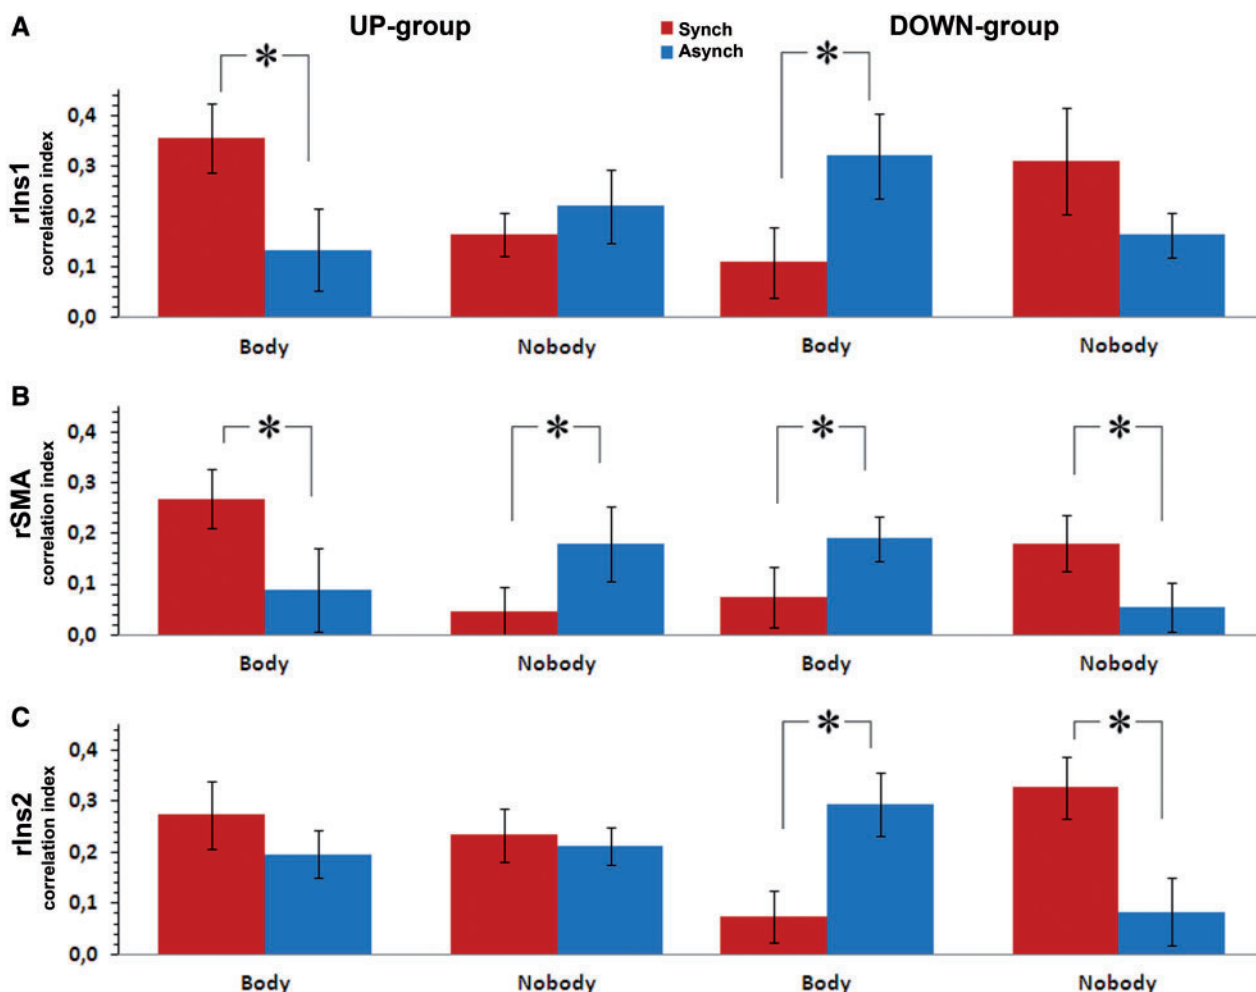 A
UP-group
Synch
Asynch
DOWN-group
*
*
rIns1
correlation index
0,4
0,3
0,2
0,1
0,0
Body
Nobody
Body
Nobody
B
*
*
*
*
rSMA
correlation index
0,4
0,3
0,2
0,1
0,0
Body
Nobody
Body
Nobody
C
*
*
rIns2
correlation index
0,4
0,3
0,2
0,1
0,0
Body
Nobody
Body
Nobody